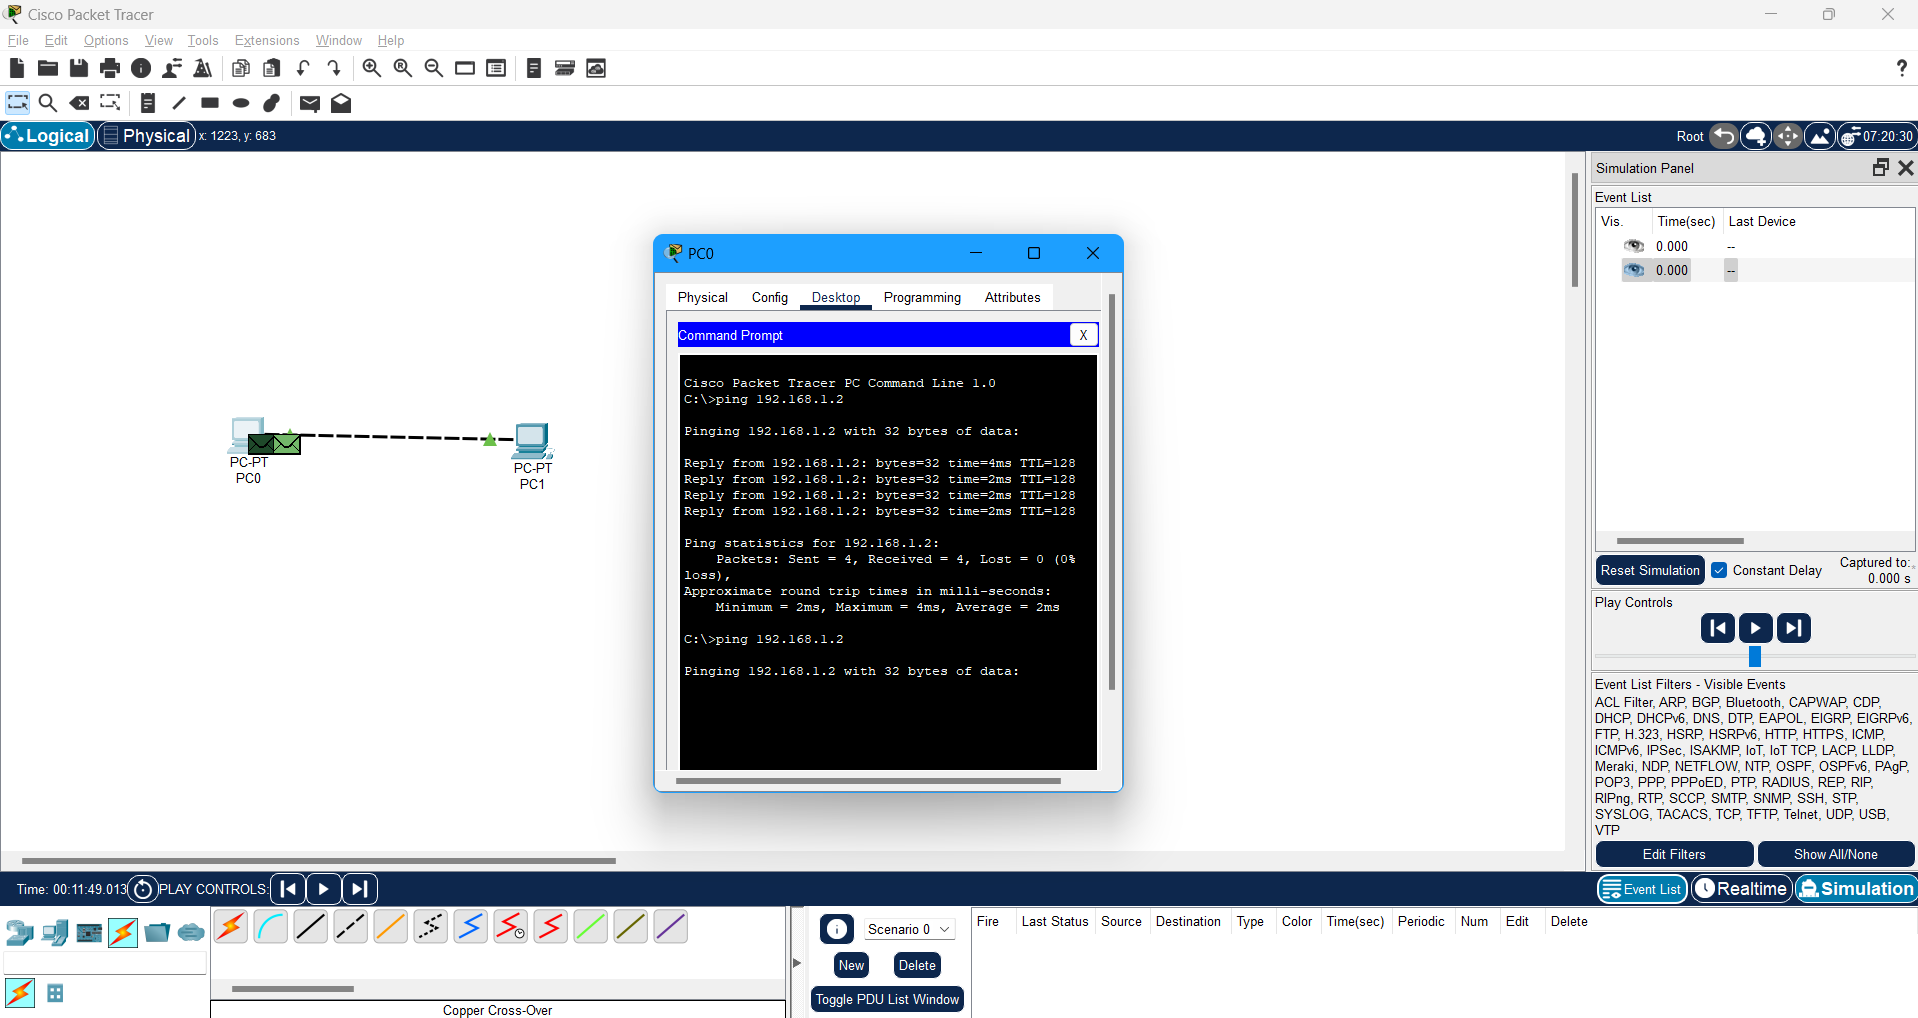 Cisco Packet Tracer
File Edit Options View Tools Extensions Window Help
?
Logical Physical x: 1223, y: 683 Root 07:20:30
PC-PT
PC0
PC-PT
PC1
PC0
Physical Config Desktop Programming Attributes
Command Prompt X
Cisco Packet Tracer PC Command Line 1.0
C:\>ping 192.168.1.2
Pinging 192.168.1.2 with 32 bytes of data:
Reply from 192.168.1.2: bytes=32 time=4ms TTL=128
Reply from 192.168.1.2: bytes=32 time=2ms TTL=128
Reply from 192.168.1.2: bytes=32 time=2ms TTL=128
Reply from 192.168.1.2: bytes=32 time=2ms TTL=128
Ping statistics for 192.168.1.2:
Packets: Sent = 4, Received = 4, Lost = 0 (0%
loss),
Approximate round trip times in milli-seconds:
Minimum = 2ms, Maximum = 4ms, Average = 2ms
C:\>ping 192.168.1.2
Pinging 192.168.1.2 with 32 bytes of data:
Simulation Panel
Event List
Vis. Time(sec) Last Device
0.000 --
0.000 --
Reset Simulation Constant Delay Captured to:
0.000 s
Play Controls
Event List Filters - Visible Events
ACL Filter, ARP, BGP, Bluetooth, CAPWAP, CDP,
DHCP, DHCPv6, DNS, DTP, EAPOL, EIGRP, EIGRPv6,
FTP, H.323, HSRP, HSRPv6, HTTP, HTTPS, ICMP,
ICMPv6, IPSec, ISAKMP, IoT, IoT TCP, LACP, LLDP,
Meraki, NDP, NETFLOW, NTP, OSPF, OSPFv6, PAgP,
POP3, PPP, PPPoED, PTP, RADIUS, REP, RIP,
RIPng, RTP, SCCP, SMTP, SNMP, SSH, STP,
SYSLOG, TACACS, TCP, TFTP, Telnet, UDP, USB,
VTP
Edit Filters Show All/None
Time: 00:11:49.013 PLAY CONTROLS: Event List Realtime Simulation
Scenario 0
New Delete
Toggle PDU List Window
Fire Last Status Source Destination Type Color Time(sec) Periodic Num Edit Delete
Copper Cross-Over